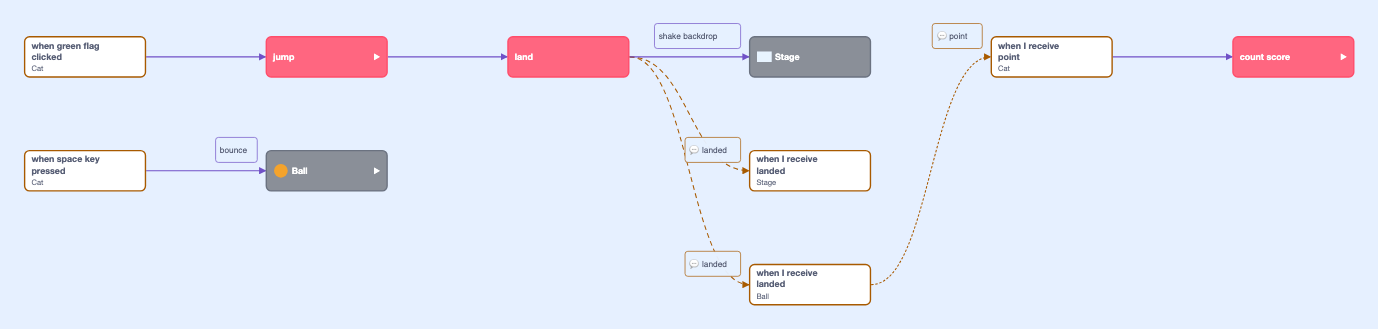 when green flag
clicked
Cat
jump
land
shake backdrop
Stage
point
when I receive
point
Cat
count score
when space key
pressed
Cat
bounce
Ball
landed
when I receive
landed
Stage
landed
when I receive
landed
Ball